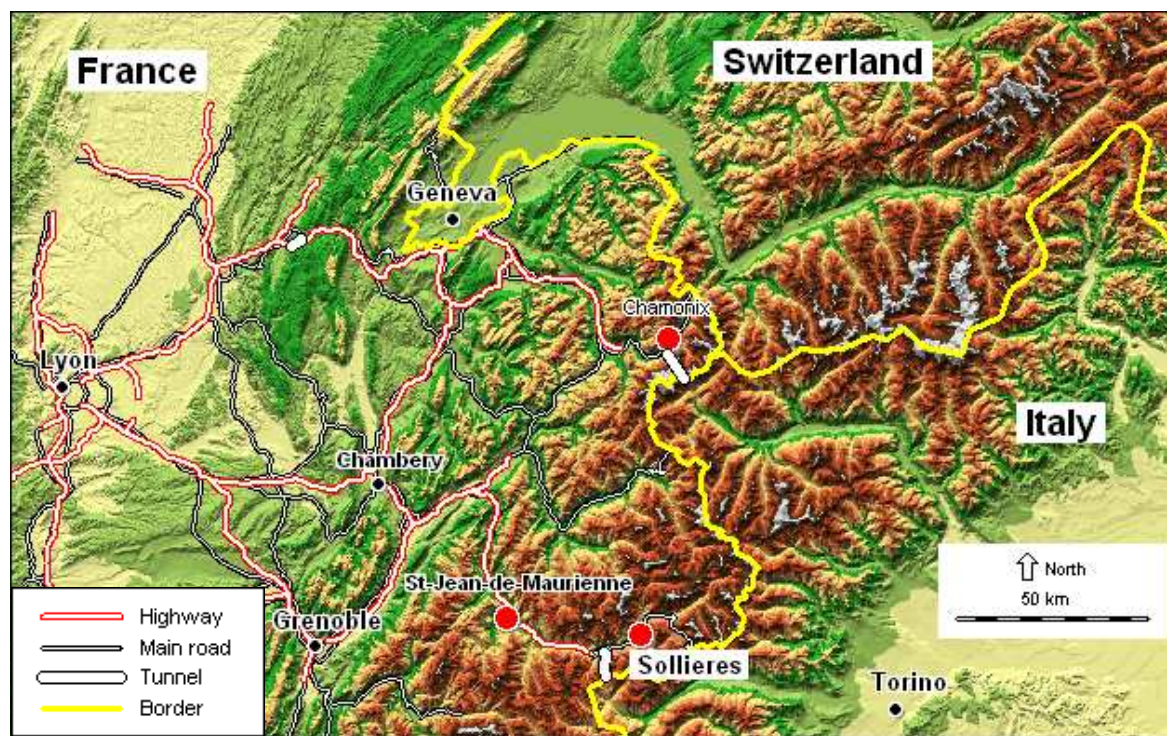 France
Switzerland
Geneva
Chamonix
Lyon
Italy
Chambery
North
50 km
St-Jean-de-Maurienne
Highway
Grenoble
Main road
Sollieres
Tunnel
Torino
Border